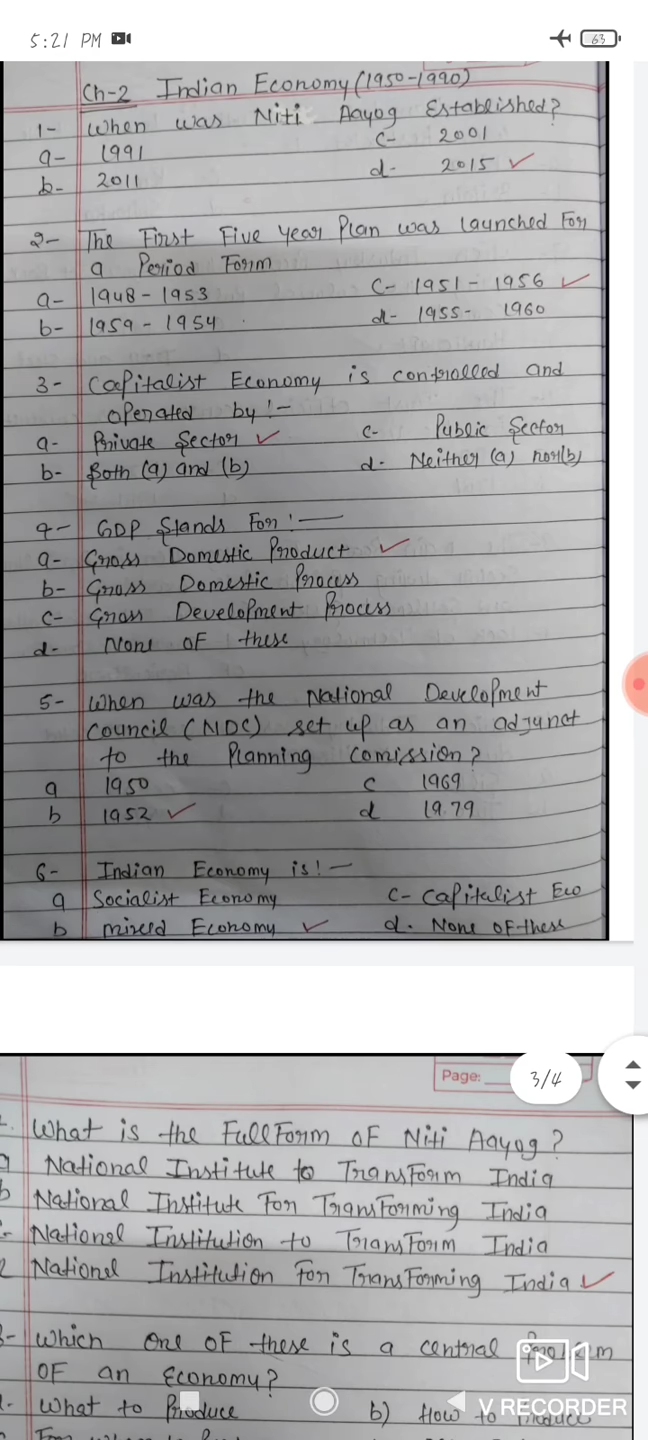 5:21 PM
63
Ch-2 Indian Economy (1950-1990)
1- When was Niti Aayog Established?
a- 1991 c- 2001
b- 2011 d- 2015 ✓
2- The First Five year Plan was launched For
a Period Form
a- 1948-1953 c- 1951-1956 ✓
b- 1959-1954 d- 1955-1960
3- Capitalist Economy is controlled and
operated by:-
a- Private Sector ✓ c- Public Sector
b- Both (a) and (b) d- Neither (a) nor(b)
4- GDP Stands For:-
a- Gross Domestic Product ✓
b- Gross Domestic Process
c- Gross Development Process
d- None of these
5- When was the National Development
Council (NDC) set up as an adjunct
to the Planning Comission?
a 1950 c 1969
b 1952 ✓ d 19.79
6- Indian Economy is:-
a Socialist Economy c- Capitalist Eco
b mixed Economy ✓ d. None of these
Page: 3/4
What is the FullForm of Niti Aayog?
National Institute to Transform India
b National Institute For Transforming India
National Institution to Transform India
National Institution For Transforming India ✓
Which one of these is a central
of an Economy?
What to Produce b) How to
V RECORDER